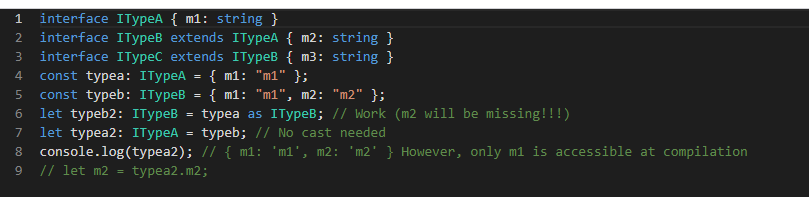 1 interface ITypeA { m1: string }
2 interface ITypeB extends ITypeA { m2: string }
3 interface ITypeC extends ITypeB { m3: string }
4 const typea: ITypeA = { m1: "m1" };
5 const typeb: ITypeB = { m1: "m1", m2: "m2" };
6 let typeb2: ITypeB = typea as ITypeB; // Work (m2 will be missing!!!)
7 let typea2: ITypeA = typeb; // No cast needed
8 console.log(typea2); // { m1: 'm1', m2: 'm2' } However, only m1 is accessible at compilation
9 // let m2 = typea2.m2;